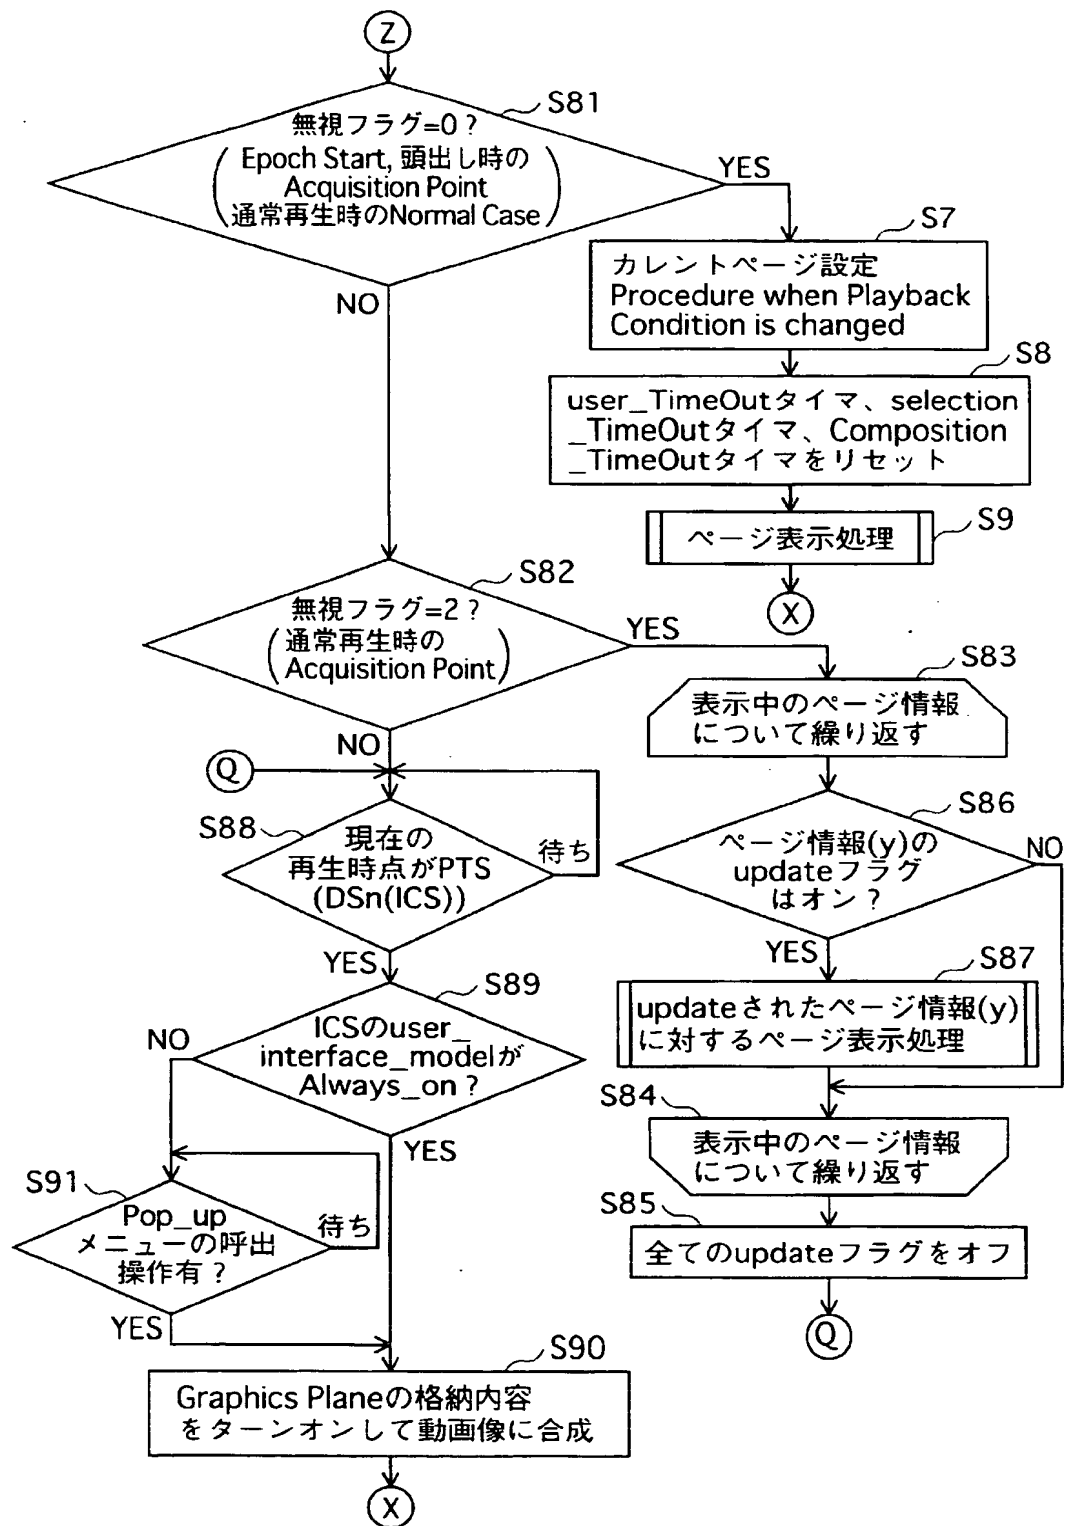 Z
S81
無視フラグ=0?
Epoch Start, 頭出し時の
Acquisition Point
通常再生時のNormal Case
YES
NO
S7
カレントページ設定
Procedure when Playback
Condition is changed
S8
user_TimeOutタイマ、selection
_TimeOutタイマ、Composition
_TimeOutタイマをリセット
S9
ページ表示処理
X
S82
無視フラグ=2?
(通常再生時の
Acquisition Point)
YES
NO
S83
表示中のページ情報
について繰り返す
Q
S88
現在の
再生時点がPTS
(DSn(ICS))
待ち
YES
S86
ページ情報(y)の
updateフラグ
はオン?
NO
YES
S87
updateされたページ情報(y)
に対するページ表示処理
S89
ICSのuser_
interface_modelが
Always_on?
NO
YES
S84
表示中のページ情報
について繰り返す
S85
全てのupdateフラグをオフ
Q
S91
Pop_up
メニューの呼出
操作有?
待ち
YES
S90
Graphics Planeの格納内容
をターンオンして動画像に合成
X